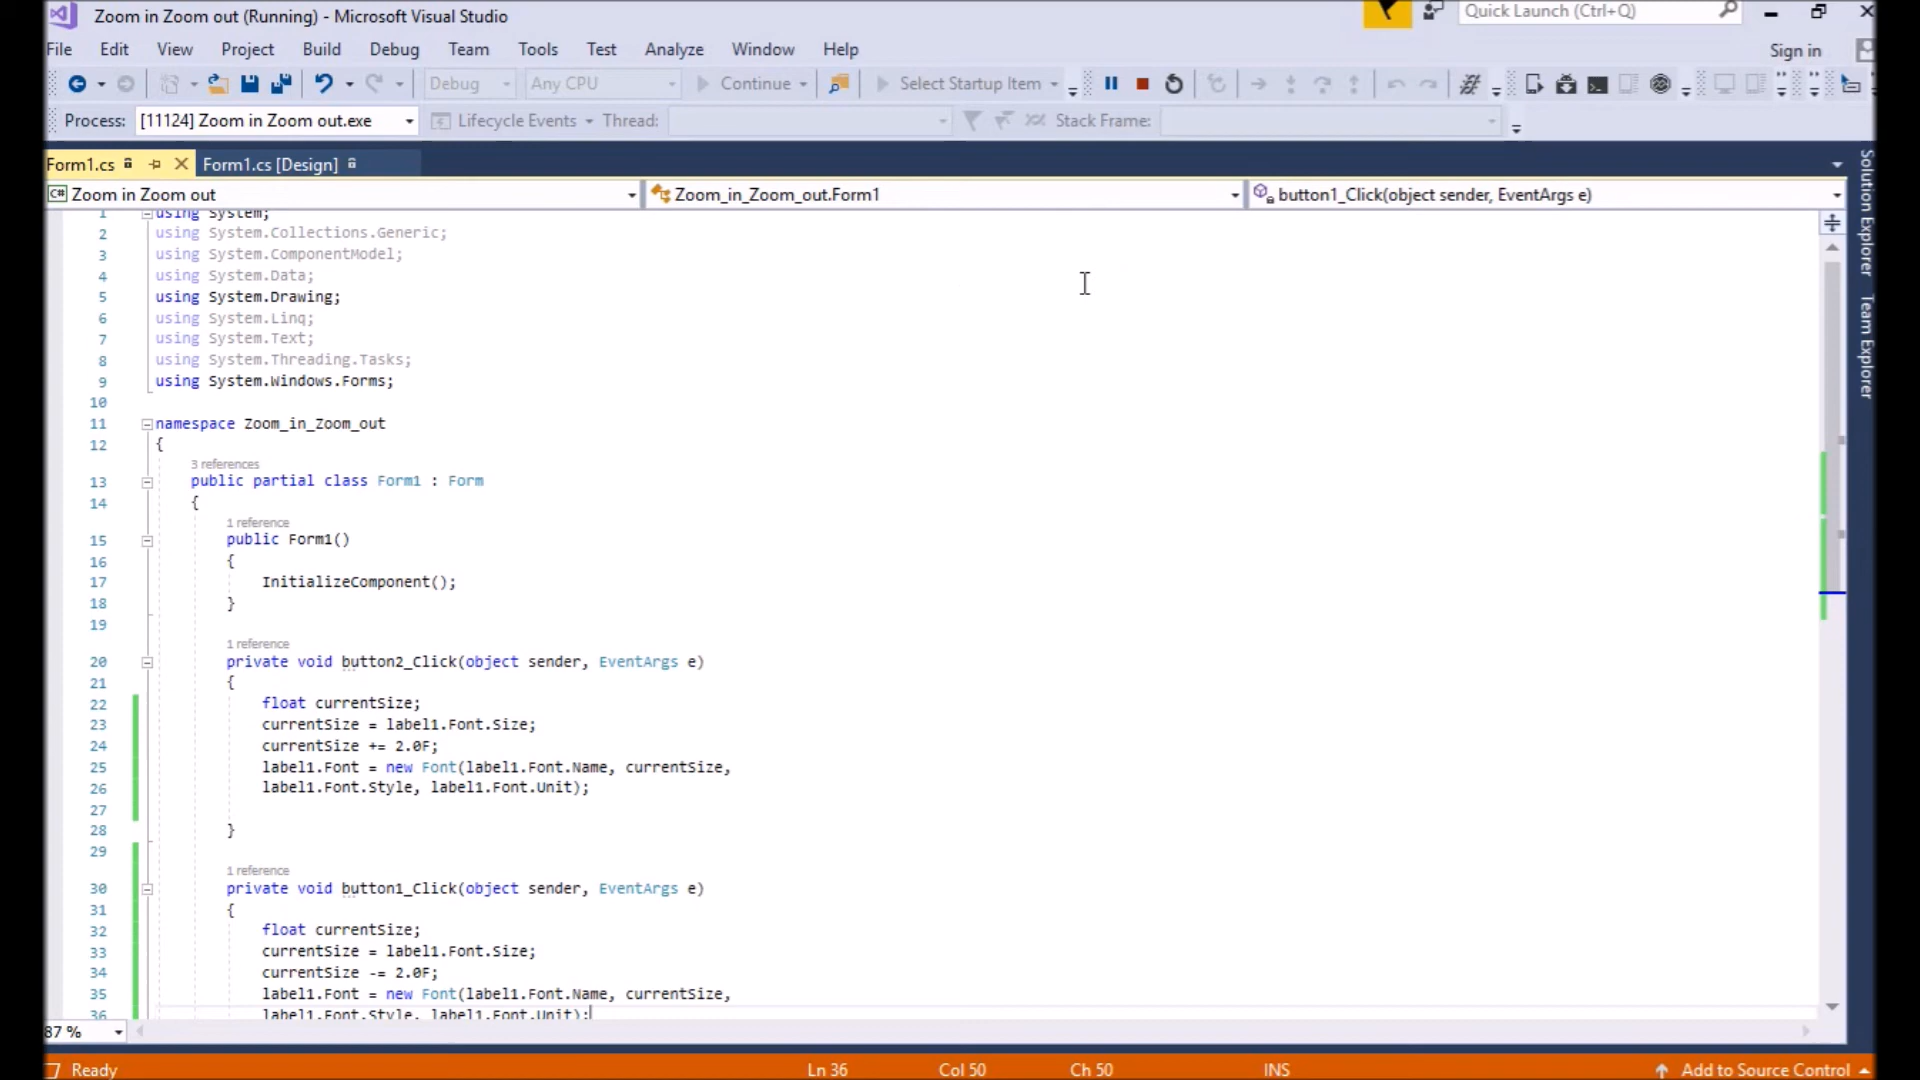 Zoom in Zoom out (Running) - Microsoft Visual Studio
Quick Launch (Ctrl+Q)
File Edit View Project Build Debug Team Tools Test Analyze Window Help
Sign in
Debug Any CPU Continue Select Startup Item
Process: [11124] Zoom in Zoom out.exe Lifecycle Events Thread: Stack Frame:
Form1.cs Form1.cs [Design]
C# Zoom in Zoom out Zoom_in_Zoom_out.Form1 button1_Click(object sender, EventArgs e)
Solution Explorer
Team Explorer
1 using System;
2 using System.Collections.Generic;
3 using System.ComponentModel;
4 using System.Data;
5 using System.Drawing;
6 using System.Linq;
7 using System.Text;
8 using System.Threading.Tasks;
9 using System.Windows.Forms;
10
11 namespace Zoom_in_Zoom_out
12 {
3 references
13 public partial class Form1 : Form
14 {
1 reference
15 public Form1()
16 {
17 InitializeComponent();
18 }
19
1 reference
20 private void button2_Click(object sender, EventArgs e)
21 {
22 float currentSize;
23 currentSize = label1.Font.Size;
24 currentSize += 2.0F;
25 label1.Font = new Font(label1.Font.Name, currentSize,
26 label1.Font.Style, label1.Font.Unit);
27
28 }
29
1 reference
30 private void button1_Click(object sender, EventArgs e)
31 {
32 float currentSize;
33 currentSize = label1.Font.Size;
34 currentSize -= 2.0F;
35 label1.Font = new Font(label1.Font.Name, currentSize,
36 label1.Font.Style, label1.Font.Unit);
87 %
Ready Ln 36 Col 50 Ch 50 INS Add to Source Control